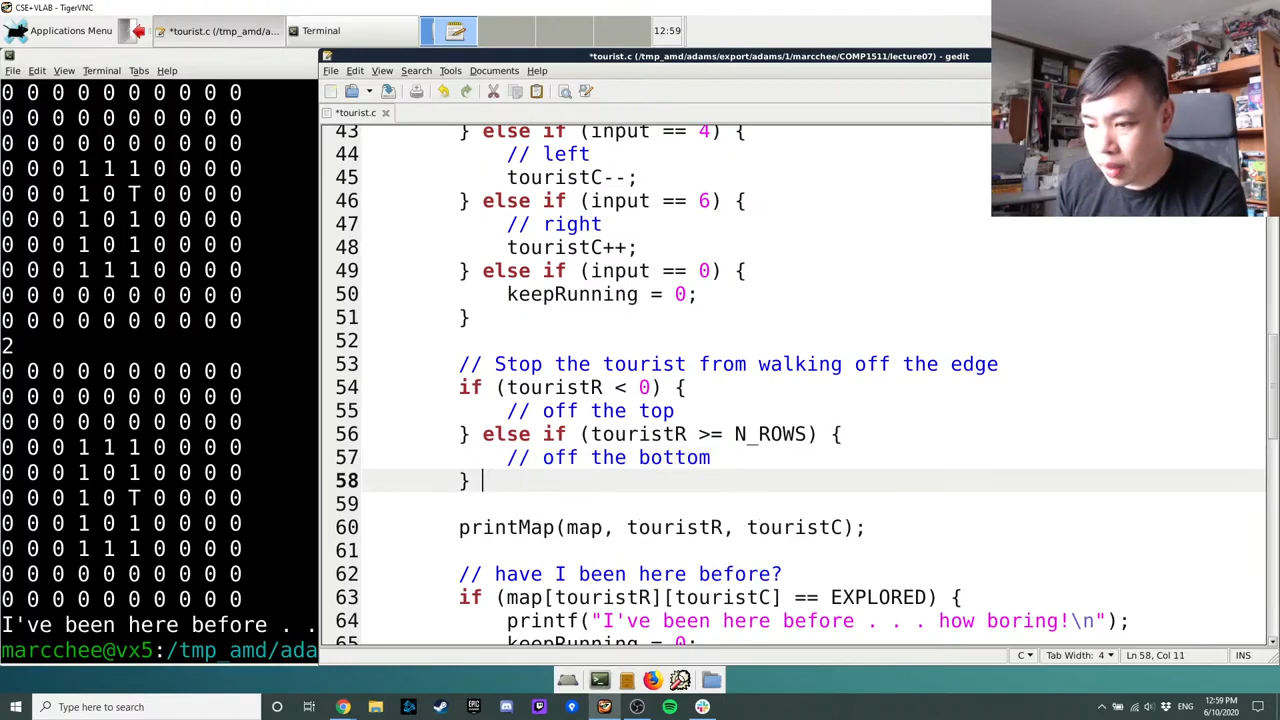 CSE+VLAB - TigerVNC
Applications Menu
*tourist.c (/tmp_amd/a...
Terminal
12:59
File Edit View Terminal Tabs Help
0 0 0 0 0 0 0 0 0 0
0 0 0 0 0 0 0 0 0 0
0 0 0 0 0 0 0 0 0 0
0 0 0 1 1 1 0 0 0 0
0 0 0 1 0 T 0 0 0 0
0 0 0 1 0 1 0 0 0 0
0 0 0 1 0 1 0 0 0 0
0 0 0 1 1 1 0 0 0 0
0 0 0 0 0 0 0 0 0 0
0 0 0 0 0 0 0 0 0 0
2
0 0 0 0 0 0 0 0 0 0
0 0 0 0 0 0 0 0 0 0
0 0 0 0 0 0 0 0 0 0
0 0 0 1 1 1 0 0 0 0
0 0 0 1 0 1 0 0 0 0
0 0 0 1 0 T 0 0 0 0
0 0 0 1 0 1 0 0 0 0
0 0 0 1 1 1 0 0 0 0
0 0 0 0 0 0 0 0 0 0
0 0 0 0 0 0 0 0 0 0
I've been here before . .
marcchee@vx5:/tmp_amd/ada
*tourist.c (/tmp_amd/adams/export/adams/1/marcchee/COMP1511/lecture07) - gedit
File Edit View Search Tools Documents Help
*tourist.c
43 } else if (input == 4) {
44 // left
45 touristC--;
46 } else if (input == 6) {
47 // right
48 touristC++;
49 } else if (input == 0) {
50 keepRunning = 0;
51 }
52
53 // Stop the tourist from walking off the edge
54 if (touristR < 0) {
55 // off the top
56 } else if (touristR >= N_ROWS) {
57 // off the bottom
58 }
59
60 printMap(map, touristR, touristC);
61
62 // have I been here before?
63 if (map[touristR][touristC] == EXPLORED) {
64 printf("I've been here before . . . how boring!\n");
65 keepRunning = 0;
C
Tab Width: 4
Ln 58, Col 11
INS
Type here to search
ENG
12:59 PM
6/10/2020